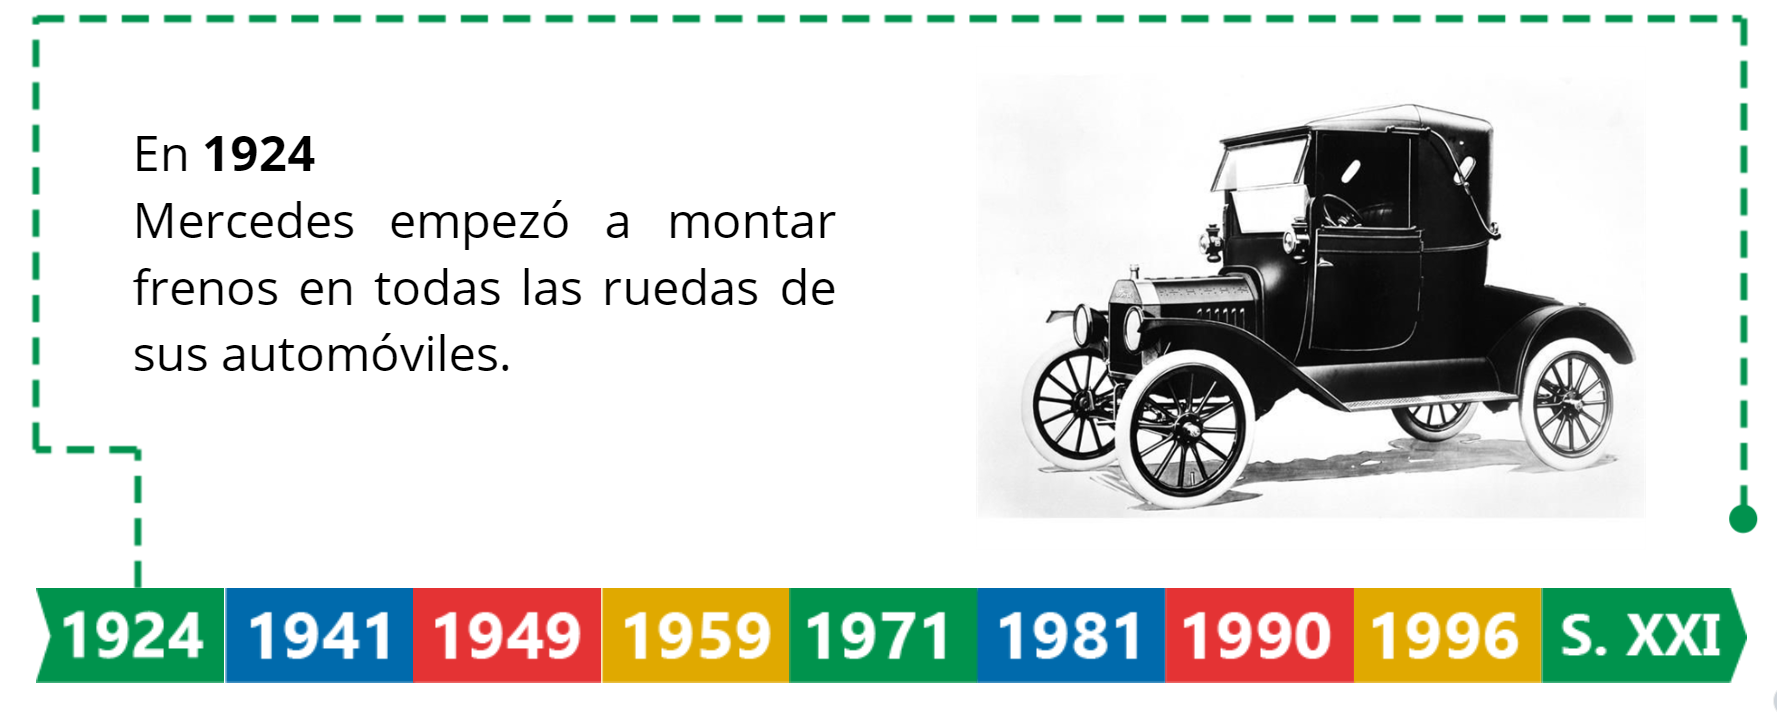 En 1924
Mercedes empezó a montar
frenos en todas las ruedas de
sus automóviles.
1924 1941 1949 1959 1971 1981 1990 1996 S. XXI